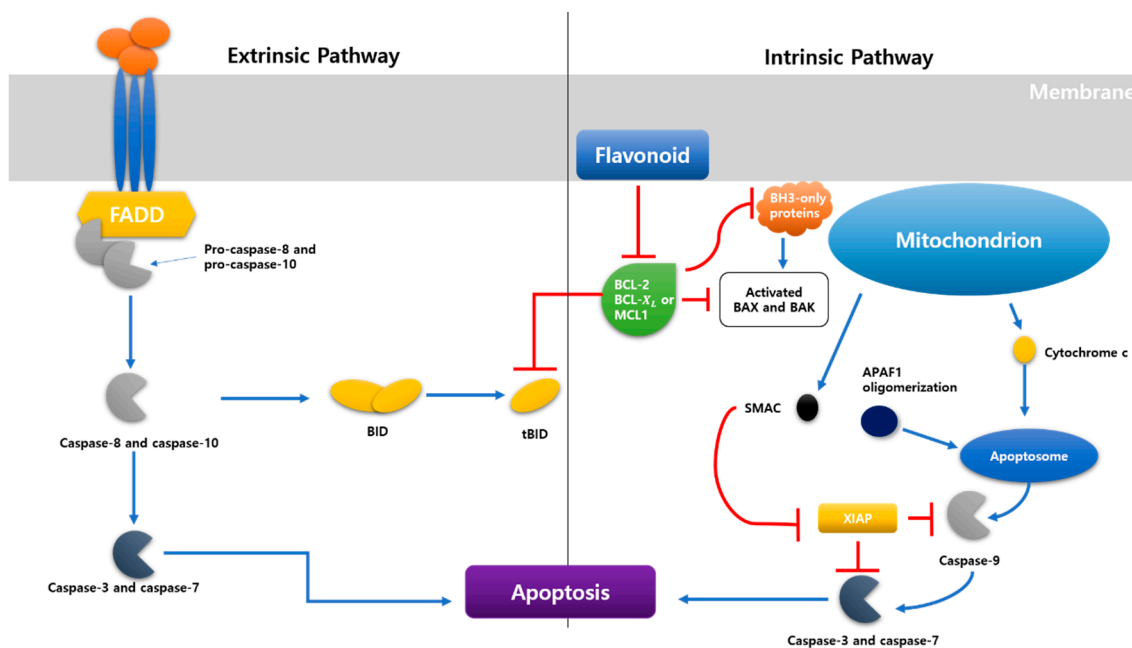 Extrinsic Pathway
Intrinsic Pathway
Membrane
Flavonoid
FADD
BH3-only
proteins
Mitochondrion
Pro-caspase-8 and
pro-caspase-10
BCL-2
BCL-X_L or
MCL1
Activated
BAX and BAK
Cytochrome c
APAF1
oligomerization
SMAC
BID
tBID
Caspase-8 and caspase-10
Apoptosome
XIAP
Caspase-9
Caspase-3 and caspase-7
Apoptosis
Caspase-3 and caspase-7